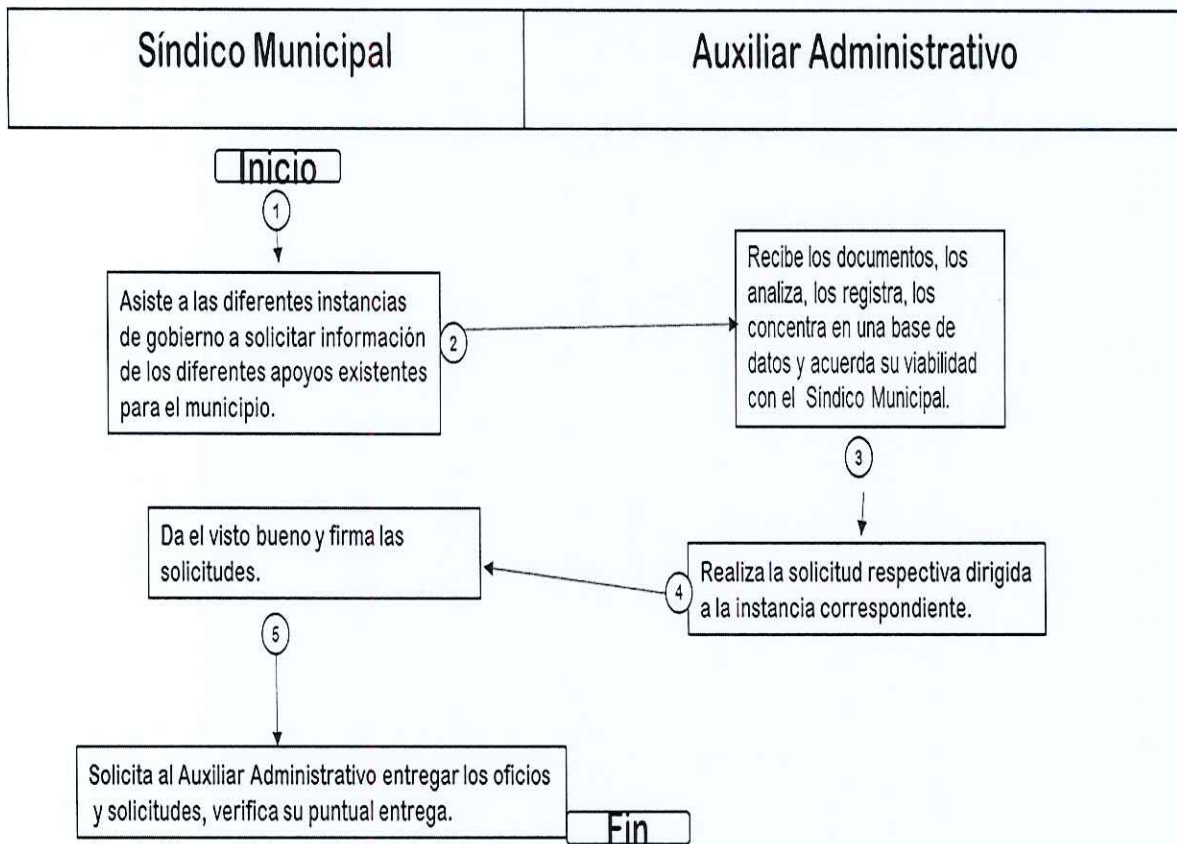 Síndico Municipal
Auxiliar Administrativo
Inicio
1
Asiste a las diferentes instancias
de gobierno a solicitar información
de los diferentes apoyos existentes
para el municipio.
2
Recibe los documentos, los
analiza, los registra, los
concentra en una base de
datos y acuerda su viabilidad
con el Síndico Municipal.
3
Realiza la solicitud respectiva dirigida
a la instancia correspondiente.
4
Da el visto bueno y firma las
solicitudes.
5
Solicita al Auxiliar Administrativo entregar los oficios
y solicitudes, verifica su puntual entrega.
Fin